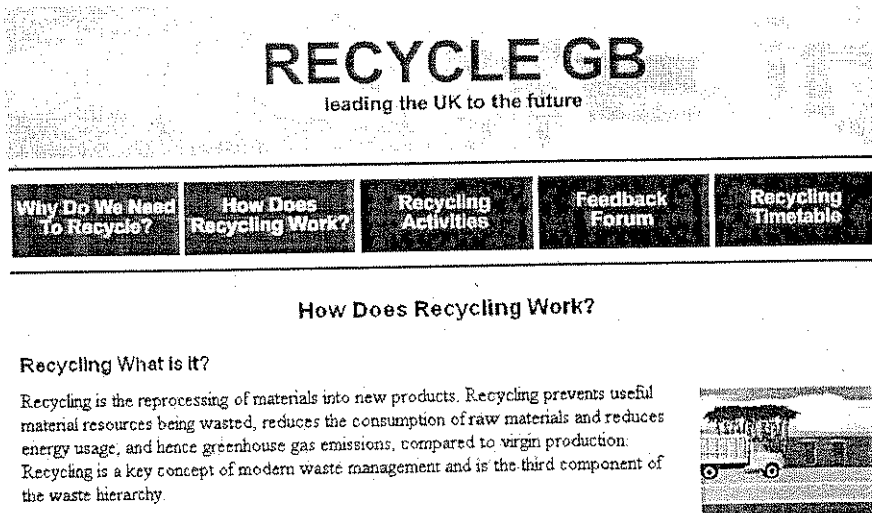 RECYCLE GB
leading the UK to the future
Why Do We Need To Recycle?
How Does Recycling Work?
Recycling Activities
Feedback Forum
Recycling Timetable
How Does Recycling Work?
Recycling What is it?
Recycling is the reprocessing of materials into new products. Recycling prevents useful
material resources being wasted, reduces the consumption of raw materials and reduces
energy usage, and hence greenhouse gas emissions, compared to virgin production.
Recycling is a key concept of modern waste management and is the third component of
the waste hierarchy.